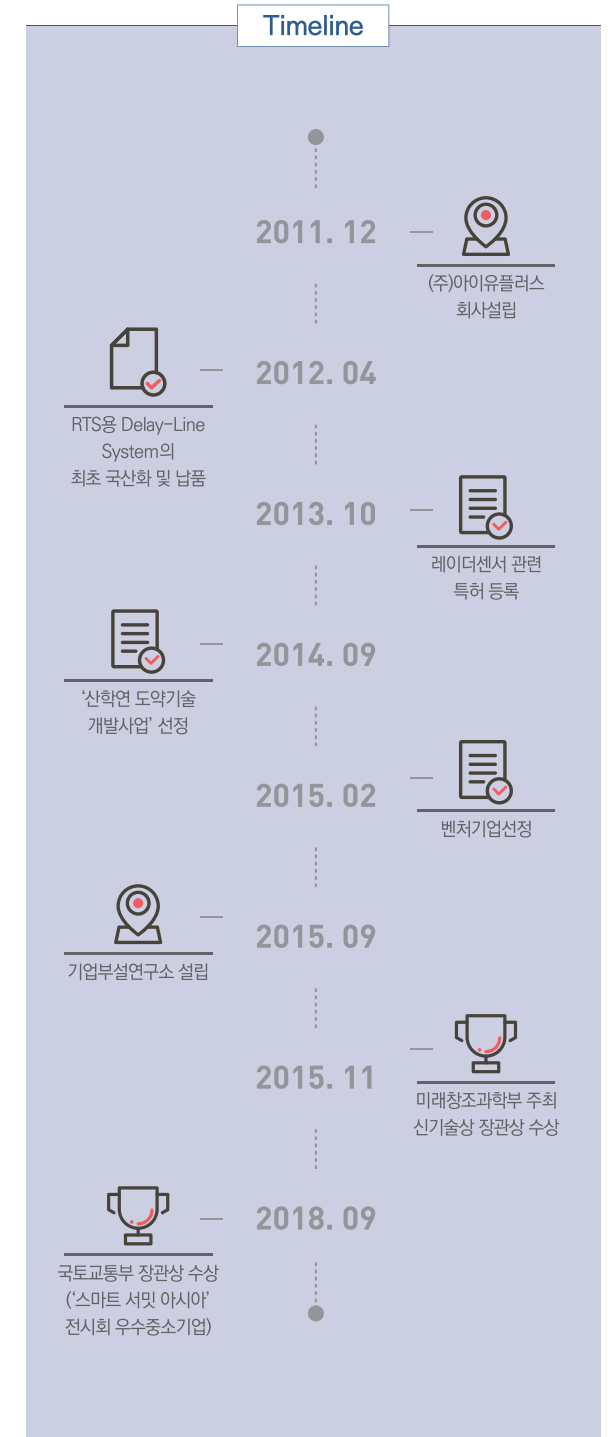 Timeline
2011. 12
(주)아이유플러스
회사설립
2012. 04
RTS용 Delay-Line
System의
최초 국산화 및 납품
2013. 10
레이더센서 관련
특허 등록
2014. 09
‘산학연 도약기술
개발사업’ 선정
2015. 02
벤처기업선정
2015. 09
기업부설연구소 설립
2015. 11
미래창조과학부 주최
신기술상 장관상 수상
2018. 09
국토교통부 장관상 수상
(‘스마트 서밋 아시아’
전시회 우수중소기업)